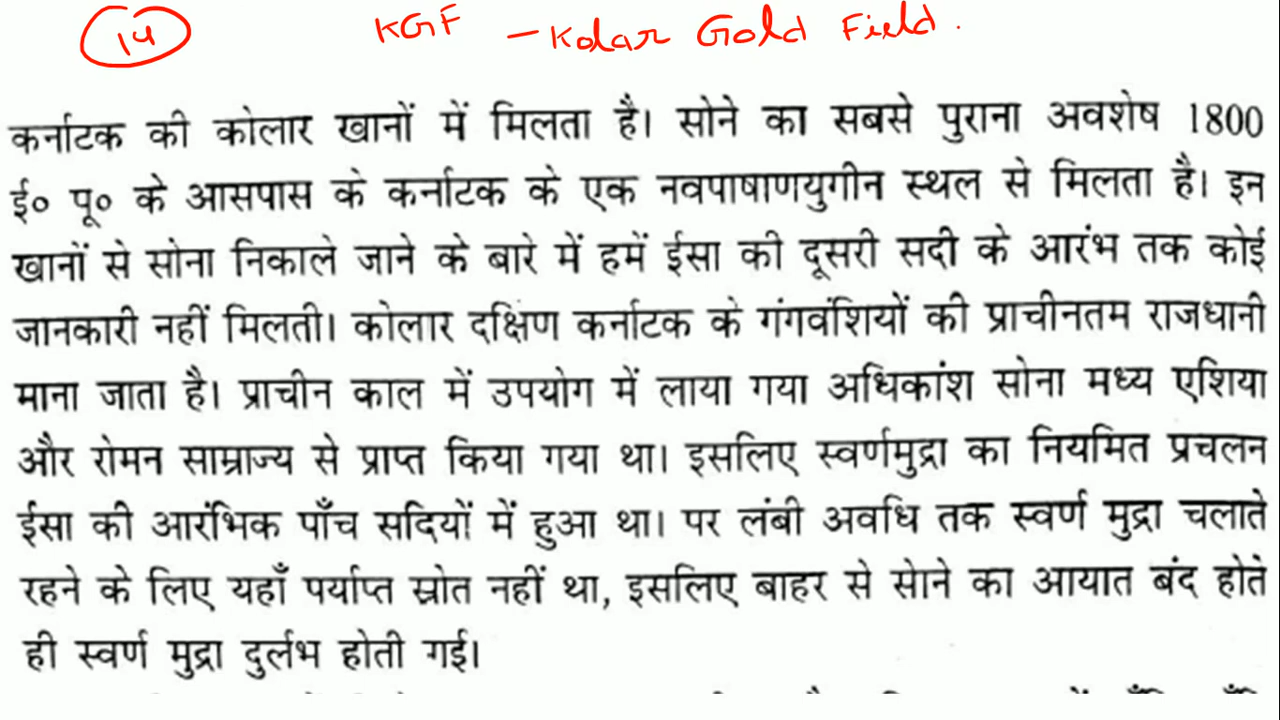 14 KGF - Kolar Gold Field.
कर्नाटक की कोलार खानों में मिलता है। सोने का सबसे पुराना अवशेष 1800
ई० पू० के आसपास के कर्नाटक के एक नवपाषाणयुगीन स्थल से मिलता है। इन
खानों से सोना निकाले जाने के बारे में हमें ईसा की दूसरी सदी के आरंभ तक कोई
जानकारी नहीं मिलती। कोलार दक्षिण कर्नाटक के गंगवंशियों की प्राचीनतम राजधानी
माना जाता है। प्राचीन काल में उपयोग में लाया गया अधिकांश सोना मध्य एशिया
और रोमन साम्राज्य से प्राप्त किया गया था। इसलिए स्वर्णमुद्रा का नियमित प्रचलन
ईसा की आरंभिक पाँच सदियों में हुआ था। पर लंबी अवधि तक स्वर्ण मुद्रा चलाते
रहने के लिए यहाँ पर्याप्त स्रोत नहीं था, इसलिए बाहर से सोने का आयात बंद होते
ही स्वर्ण मुद्रा दुर्लभ होती गई।